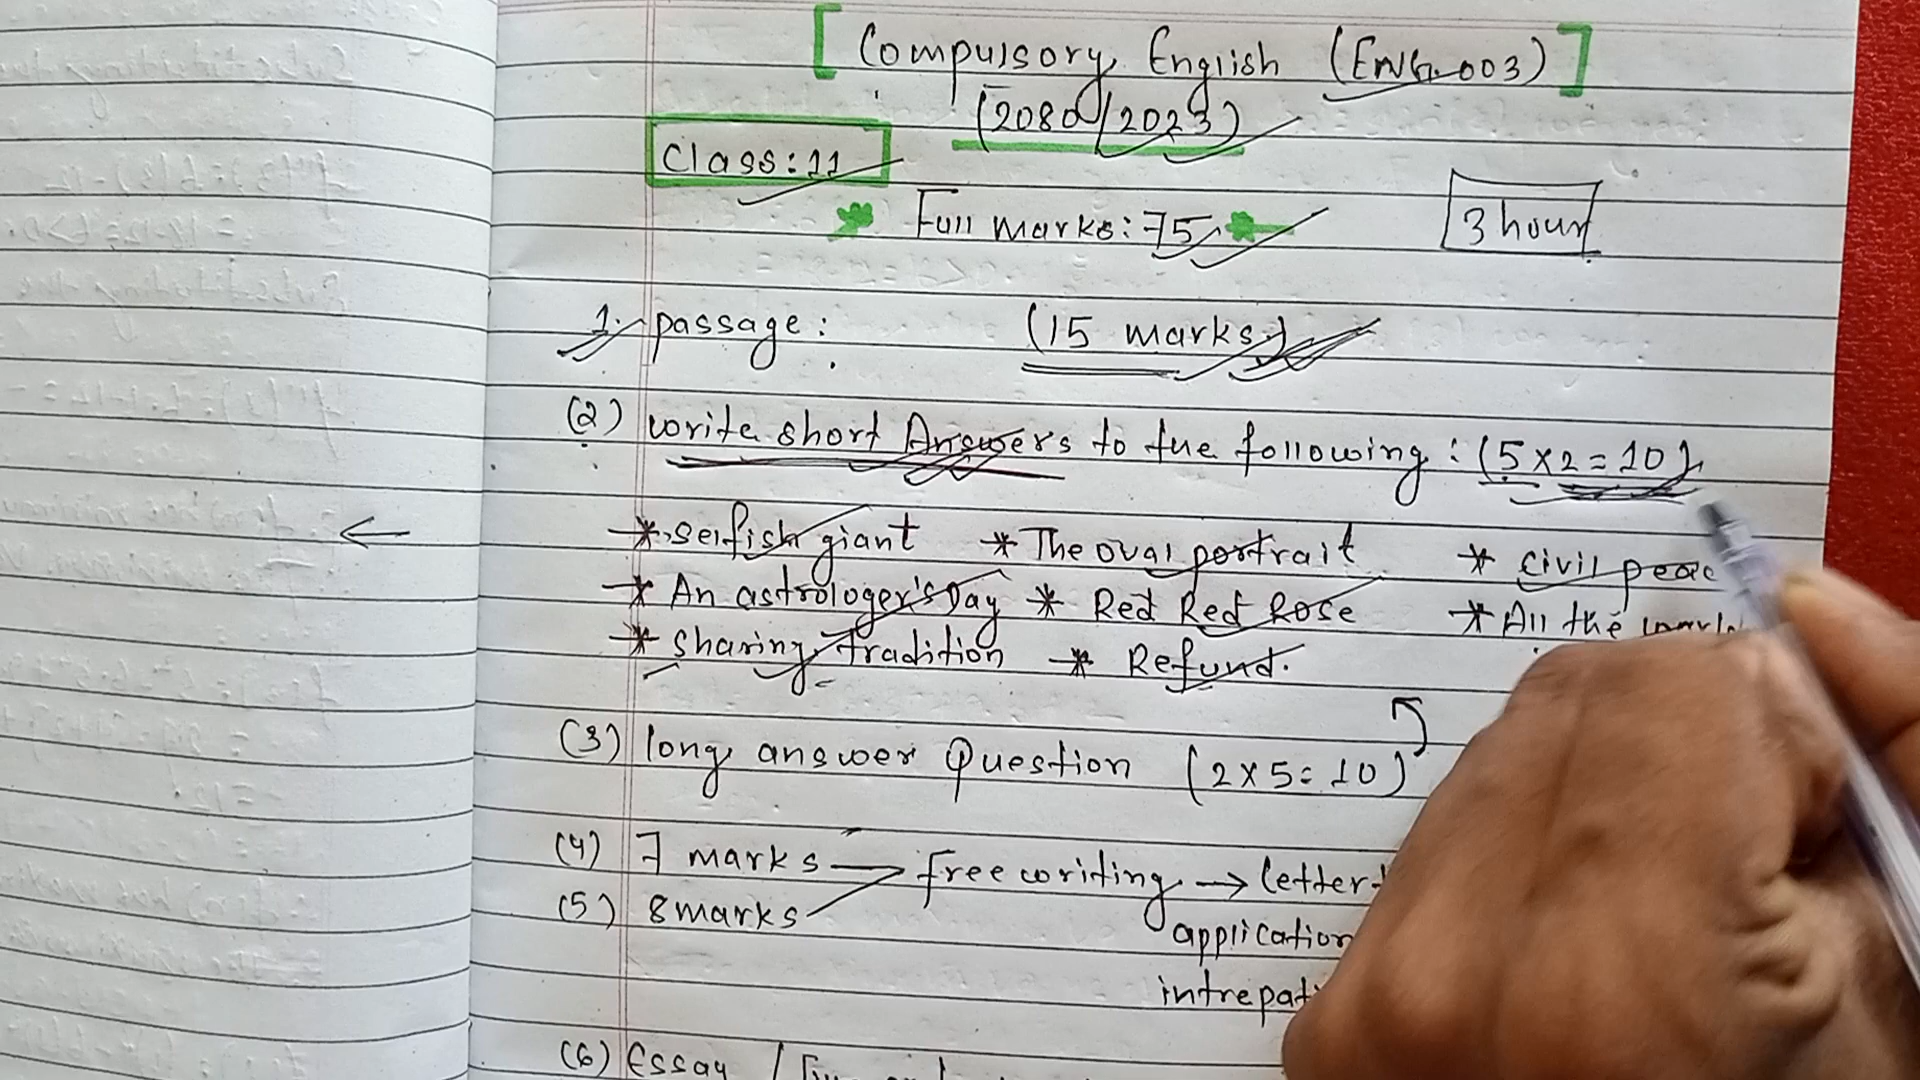 [Compulsory English (ENG.003)]
(2080/2023)
Class:11
Full marks:75
3 hour
1. passage: (15 marks)
(2) write short Answers to the following: (5×2=10)
* selfish giant * The oval portrait * civil peac
* An astrologer's Day * Red Red Rose * All the
* sharing tradition * Refund.
(3) long answer Question (2×5=10)
(4) 7 marks → free writing → letter
(5) 8 marks
application
intrepat
(6) Essay /